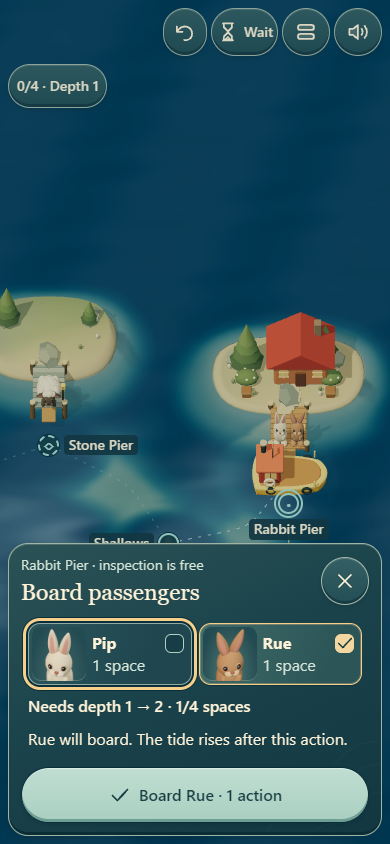 Wait
0/4 · Depth 1
Stone Pier
Shallows
Rabbit Pier
Rabbit Pier · inspection is free
Board passengers
Pip
1 space
Rue
1 space
Needs depth 1 → 2 · 1/4 spaces
Rue will board. The tide rises after this action.
Board Rue · 1 action